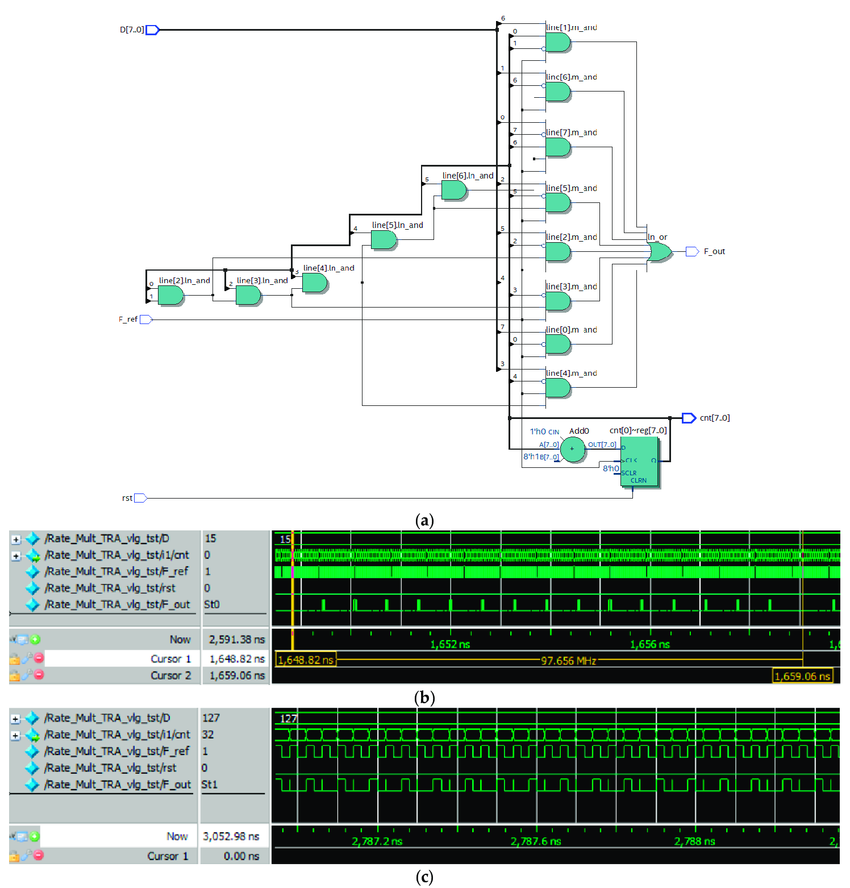 D[7..0]
6
line[1].m_and
0
1
1
line[6].m_and
6
0
line[7].m_and
7
6
line[6].ln_and
5
2
line[5].m_and
5
line[5].ln_and
4
5
line[2].m_and
2
ln_or
F_out
line[4].ln_and
3
line[2].ln_and
0
1
line[3].ln_and
2
4
line[3].m_and
3
F_ref
7
line[0].m_and
0
3
line[4].m_and
4
cnt[7..0]
1'h0 CIN
Add0
cnt[0]~reg[7..0]
A[7..0]
OUT[7..0]
D
+
8'h1 B[7..0]
CLK
Q
8'h0
SCLR
CLRN
rst
(a)
/Rate_Mult_TRA_vlg_tst/D 15 15
/Rate_Mult_TRA_vlg_tst/i1/cnt 0
/Rate_Mult_TRA_vlg_tst/F_ref 1
/Rate_Mult_TRA_vlg_tst/rst 0
/Rate_Mult_TRA_vlg_tst/F_out St0
Now 2,591.38 ns 1,652 ns 1,656 ns
Cursor 1 1,648.82 ns 1,648.82 ns 97.656 MHz
Cursor 2 1,659.06 ns 1,659.06 ns
(b)
/Rate_Mult_TRA_vlg_tst/D 127 127
/Rate_Mult_TRA_vlg_tst/i1/cnt 32
/Rate_Mult_TRA_vlg_tst/F_ref 1
/Rate_Mult_TRA_vlg_tst/rst 0
/Rate_Mult_TRA_vlg_tst/F_out St1
Now 3,052.98 ns 2,787.2 ns 2,787.6 ns 2,788 ns
Cursor 1 0.00 ns
(c)